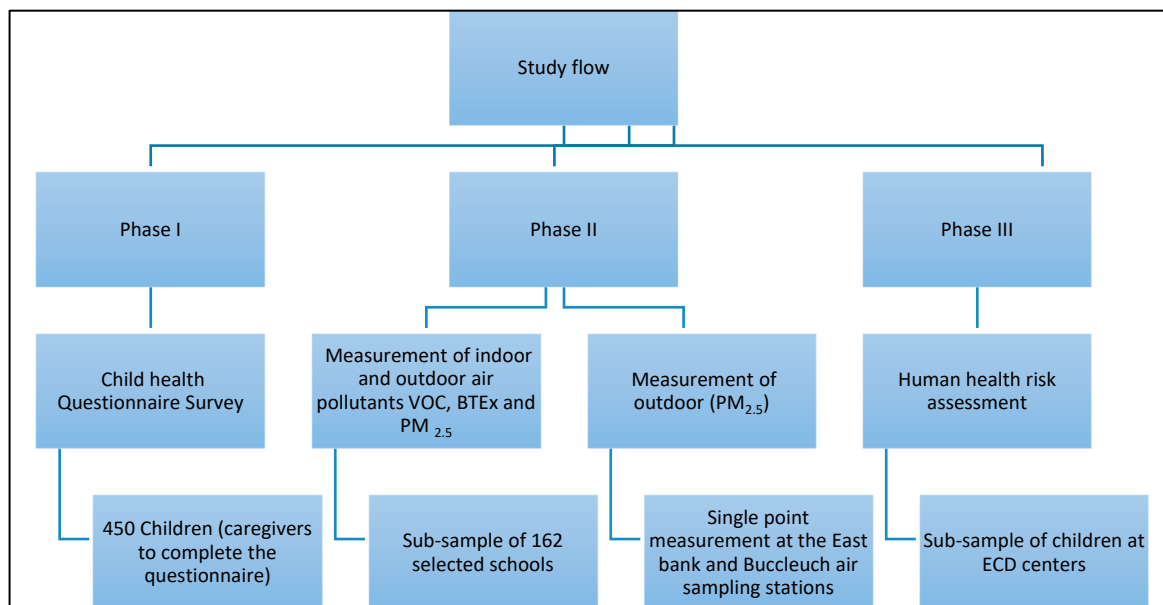 Study flow
Phase I
Phase II
Phase III
Child health
Questionnaire Survey
Measurement of indoor
and outdoor air
pollutants VOC, BTEx and
PM 2.5
Measurement of
outdoor (PM2.5)
Human health risk
assessment
450 Children (caregivers
to complete the
questionnaire)
Sub-sample of 162
selected schools
Single point
measurement at the East
bank and Buccleuch air
sampling stations
Sub-sample of children at
ECD centers